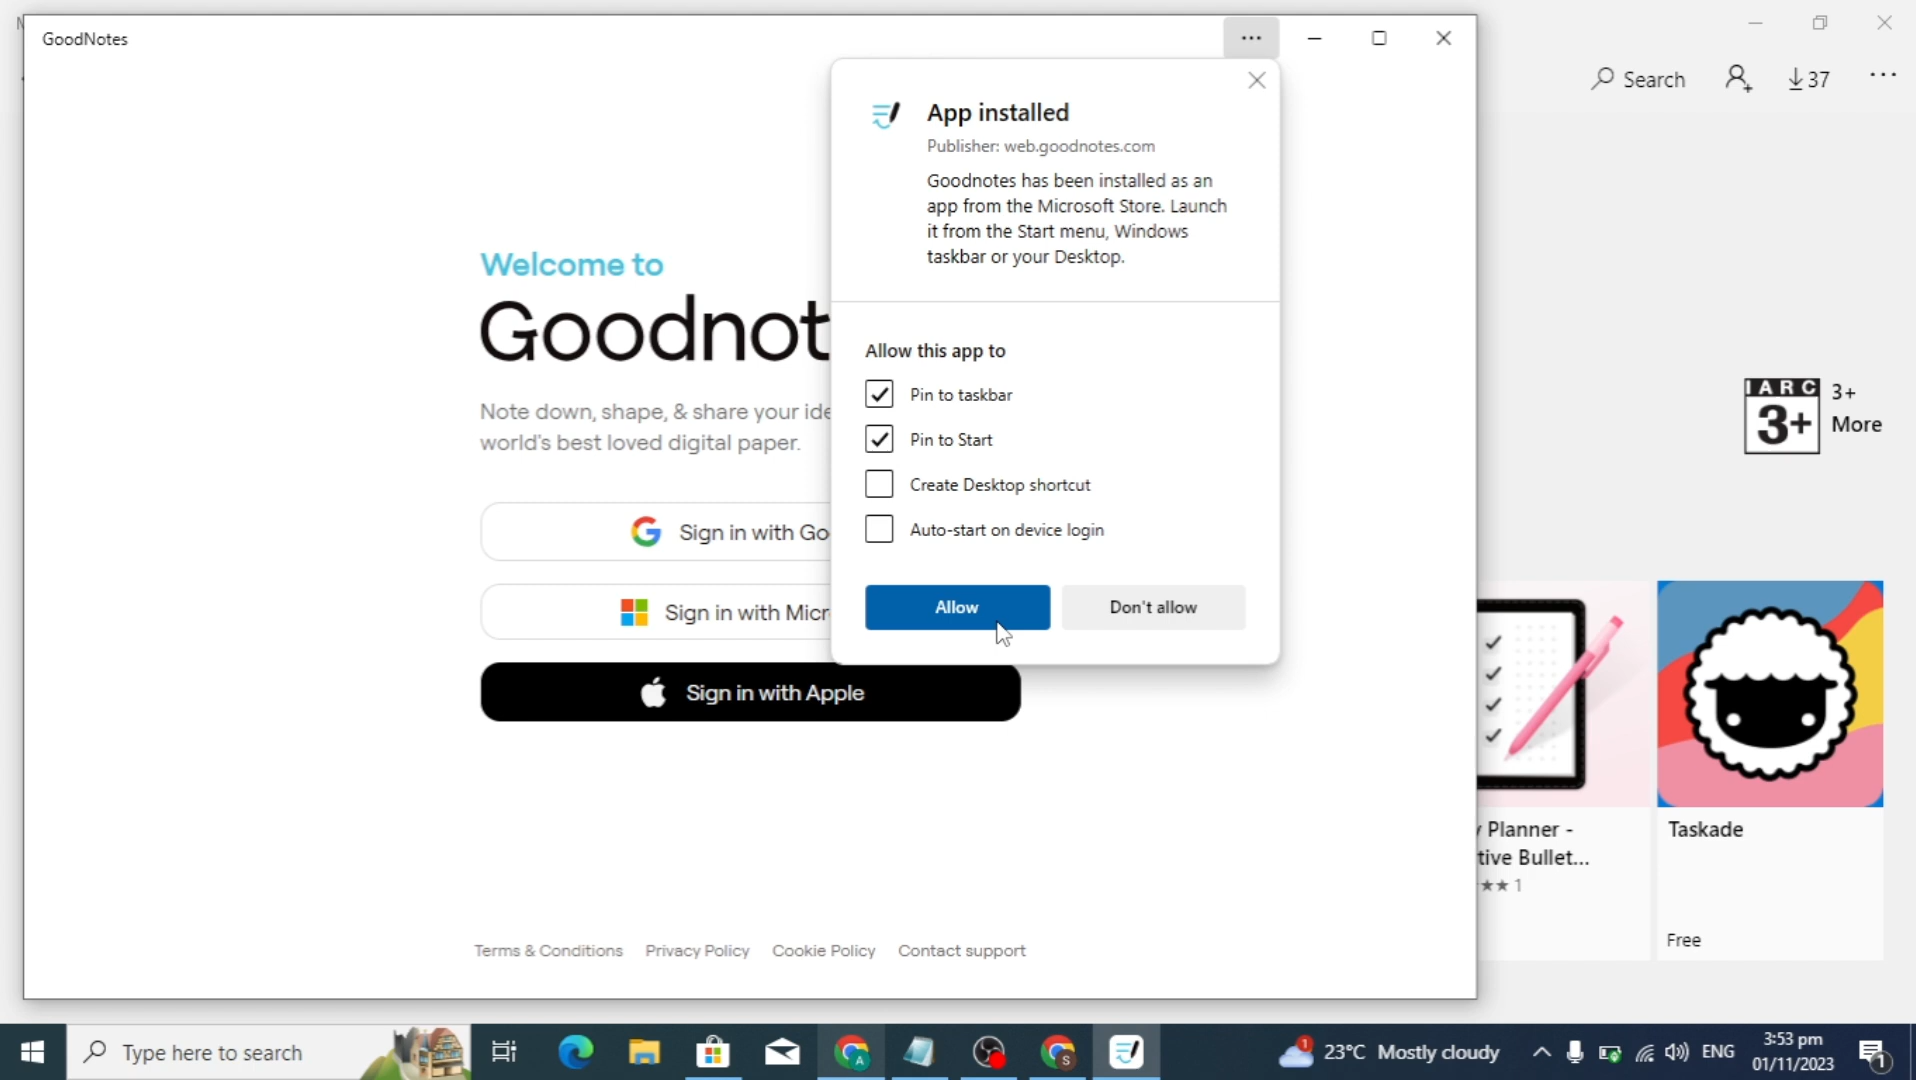 GoodNotes
Search
37
App installed
Publisher: web.goodnotes.com
Goodnotes has been installed as an
app from the Microsoft Store. Launch
it from the Start menu, Windows
taskbar or your Desktop.
Allow this app to
Pin to taskbar
Pin to Start
Create Desktop shortcut
Auto-start on device login
Allow
Don't allow
Welcome to
Goodnot
Note down, shape, & share your ide
world's best loved digital paper.
Sign in with Go
Sign in with Micr
Sign in with Apple
Terms & Conditions Privacy Policy Cookie Policy Contact support
IARC
3+
3+
More
Planner -
tive Bullet...
★★ 1
Taskade
Free
Type here to search
1
23°C Mostly cloudy
ENG
3:53 pm
01/11/2023
1
A
S